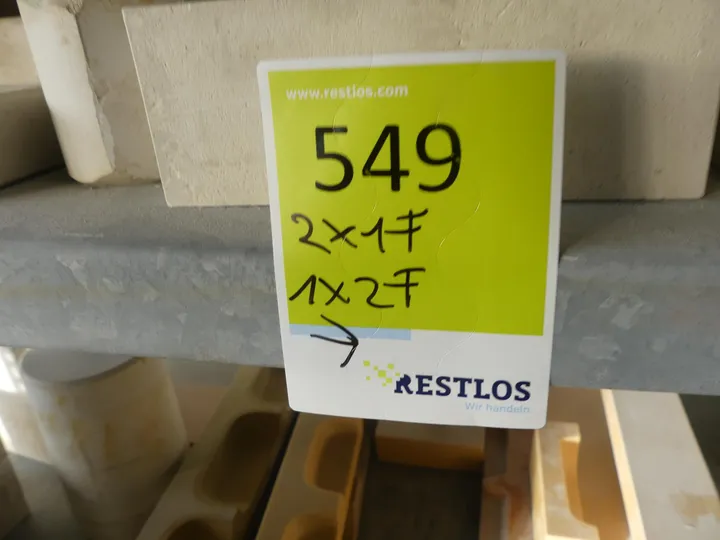 www.restlos.com
549
2x1F
1x2F
→
RESTLOS
Wir handeln